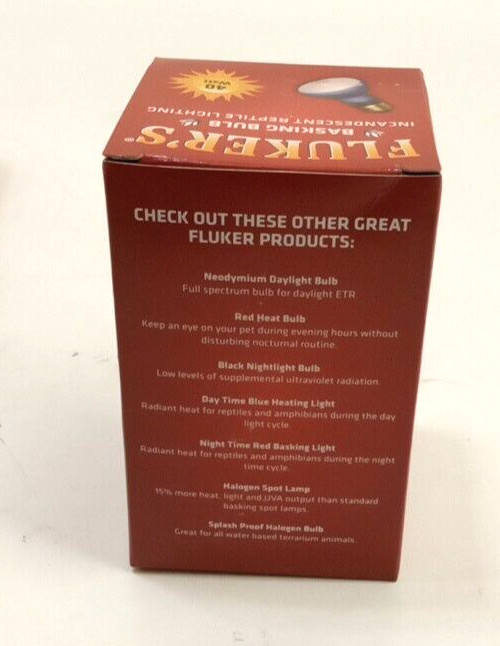 FLUKER'S®
BASKING BULB
INCANDESCENT REPTILE LIGHTING
40
Watt
CHECK OUT THESE OTHER GREAT
FLUKER PRODUCTS:
Neodymium Daylight Bulb
Full spectrum bulb for daylight ETR
Red Heat Bulb
Keep an eye on your pet during evening hours without
disturbing nocturnal routine.
Black Nightlight Bulb
Low levels of supplemental ultraviolet radiation.
Day Time Blue Heating Light
Radiant heat for reptiles and amphibians during the day
light cycle.
Night Time Red Basking Light
Radiant heat for reptiles and amphibians during the night
time cycle.
Halogen Spot Lamp
15% more heat, light and UVA output than standard
basking spot lamps.
Splash Proof Halogen Bulb
Great for all water based terrarium animals.